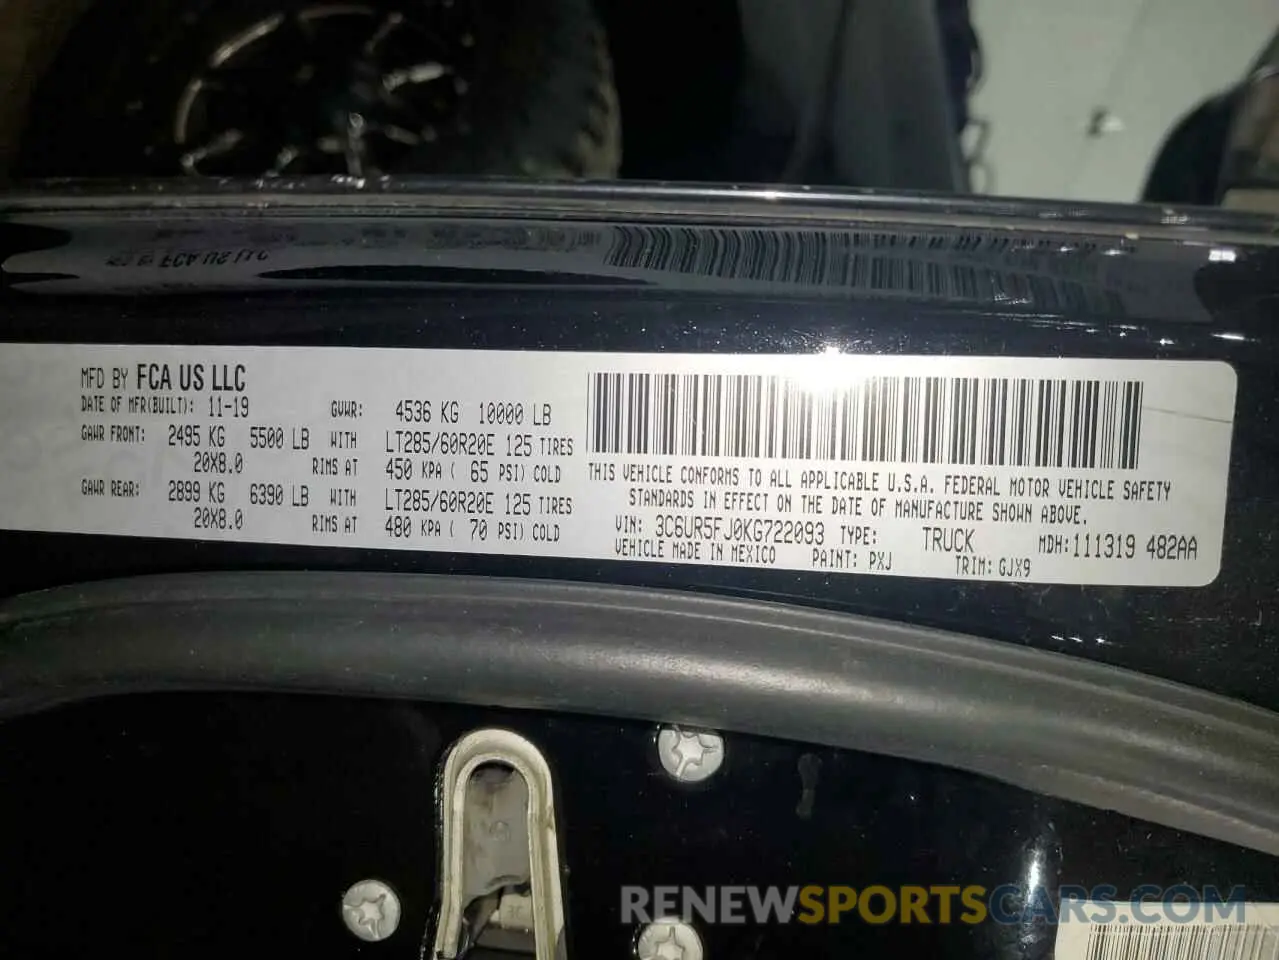 MFD BY FCA US LLC
DATE OF MFR(BUILT): 11-19 GVWR: 4536 KG 10000 LB
GAWR FRONT: 2495 KG 5500 LB WITH LT285/60R20E 125 TIRES
20X8.0 RIMS AT 450 KPA ( 65 PSI) COLD
GAWR REAR: 2899 KG 6390 LB WITH LT285/60R20E 125 TIRES
20X8.0 RIMS AT 480 KPA ( 70 PSI) COLD
THIS VEHICLE CONFORMS TO ALL APPLICABLE U.S.A. FEDERAL MOTOR VEHICLE SAFETY
STANDARDS IN EFFECT ON THE DATE OF MANUFACTURE SHOWN ABOVE.
VIN: 3C6UR5FJ0KG722093 TYPE: TRUCK MDH:111319 482AA
VEHICLE MADE IN MEXICO PAINT: PXJ TRIM: GJX9
RENEWSPORTSCARS.COM